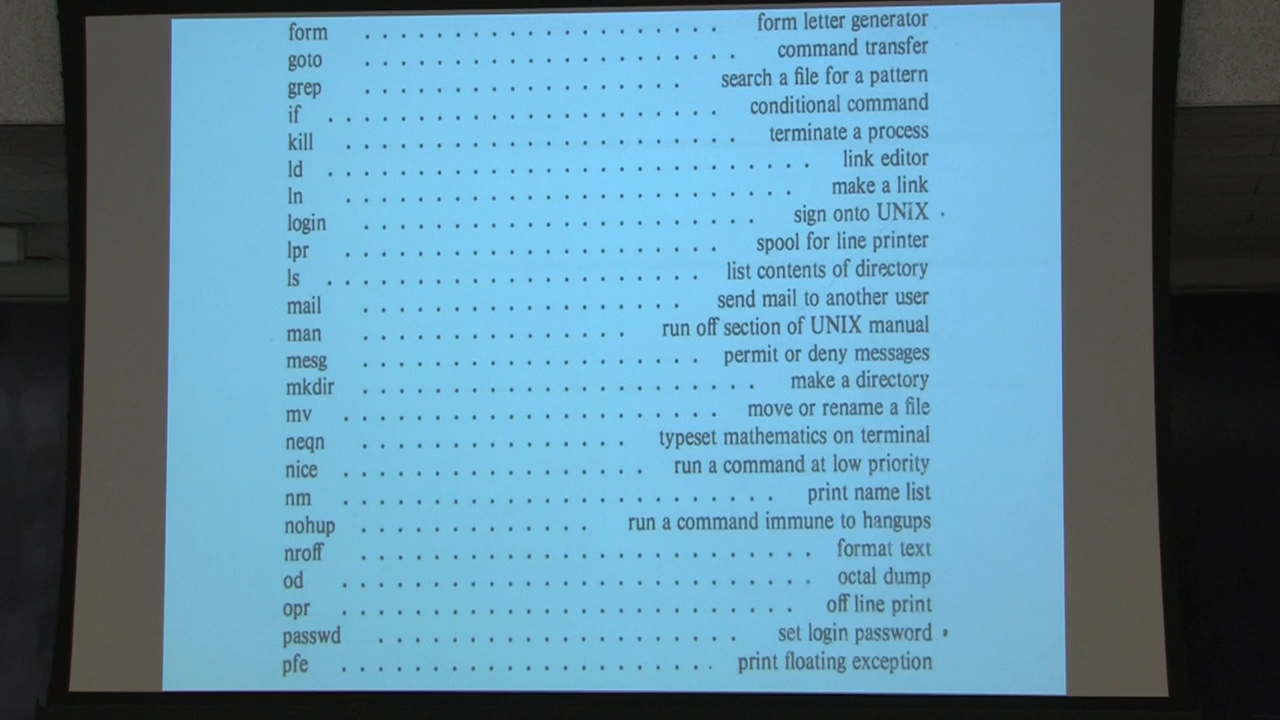 form . . . . . . . . . . . . . . . . . . . . form letter generator
goto . . . . . . . . . . . . . . . . . . . . . command transfer
grep . . . . . . . . . . . . . . . . . . search a file for a pattern
if . . . . . . . . . . . . . . . . . . . . . . conditional command
kill . . . . . . . . . . . . . . . . . . . . . . terminate a process
ld . . . . . . . . . . . . . . . . . . . . . . . . . . . link editor
ln . . . . . . . . . . . . . . . . . . . . . . . . . make a link
login . . . . . . . . . . . . . . . . . . . . . . sign onto UNIX
lpr . . . . . . . . . . . . . . . . . . . . . spool for line printer
ls . . . . . . . . . . . . . . . . . . . . . list contents of directory
mail . . . . . . . . . . . . . . . . . . send mail to another user
man . . . . . . . . . . . . . . . run off section of UNIX manual
mesg . . . . . . . . . . . . . . . . . . . permit or deny messages
mkdir . . . . . . . . . . . . . . . . . . . . . . make a directory
mv . . . . . . . . . . . . . . . . . . . . . move or rename a file
neqn . . . . . . . . . . . . . . . typeset mathematics on terminal
nice . . . . . . . . . . . . . . . . . run a command at low priority
nm . . . . . . . . . . . . . . . . . . . . . . . . print name list
nohup . . . . . . . . . . . . . run a command immune to hangups
nroff . . . . . . . . . . . . . . . . . . . . . . . . . format text
od . . . . . . . . . . . . . . . . . . . . . . . . . . octal dump
opr . . . . . . . . . . . . . . . . . . . . . . . . . off line print
passwd . . . . . . . . . . . . . . . . . . . . set login password
pfe . . . . . . . . . . . . . . . . . . . . . print floating exception